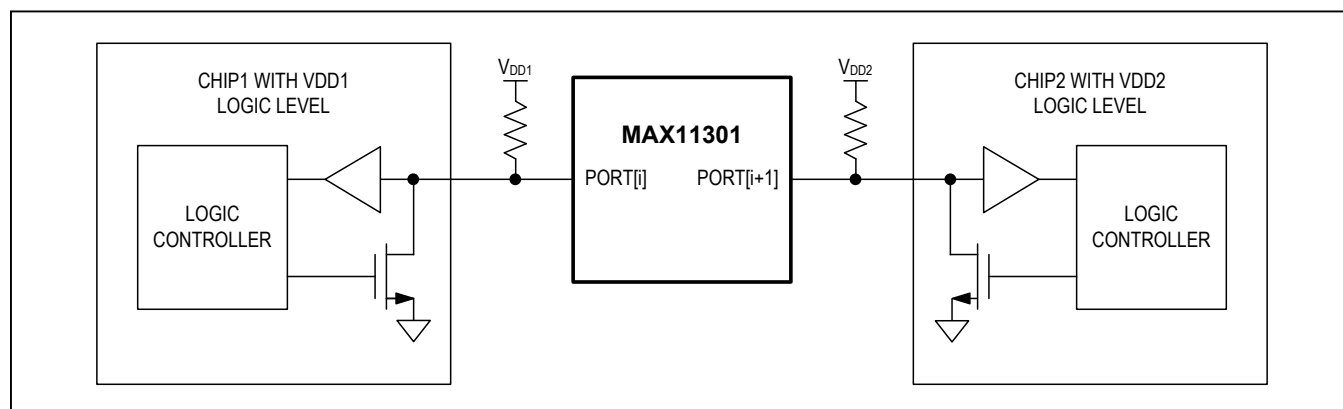 CHIP1 WITH VDD1
LOGIC LEVEL
LOGIC
CONTROLLER
VDD1
MAX11301
PORT[i]
PORT[i+1]
VDD2
CHIP2 WITH VDD2
LOGIC LEVEL
LOGIC
CONTROLLER